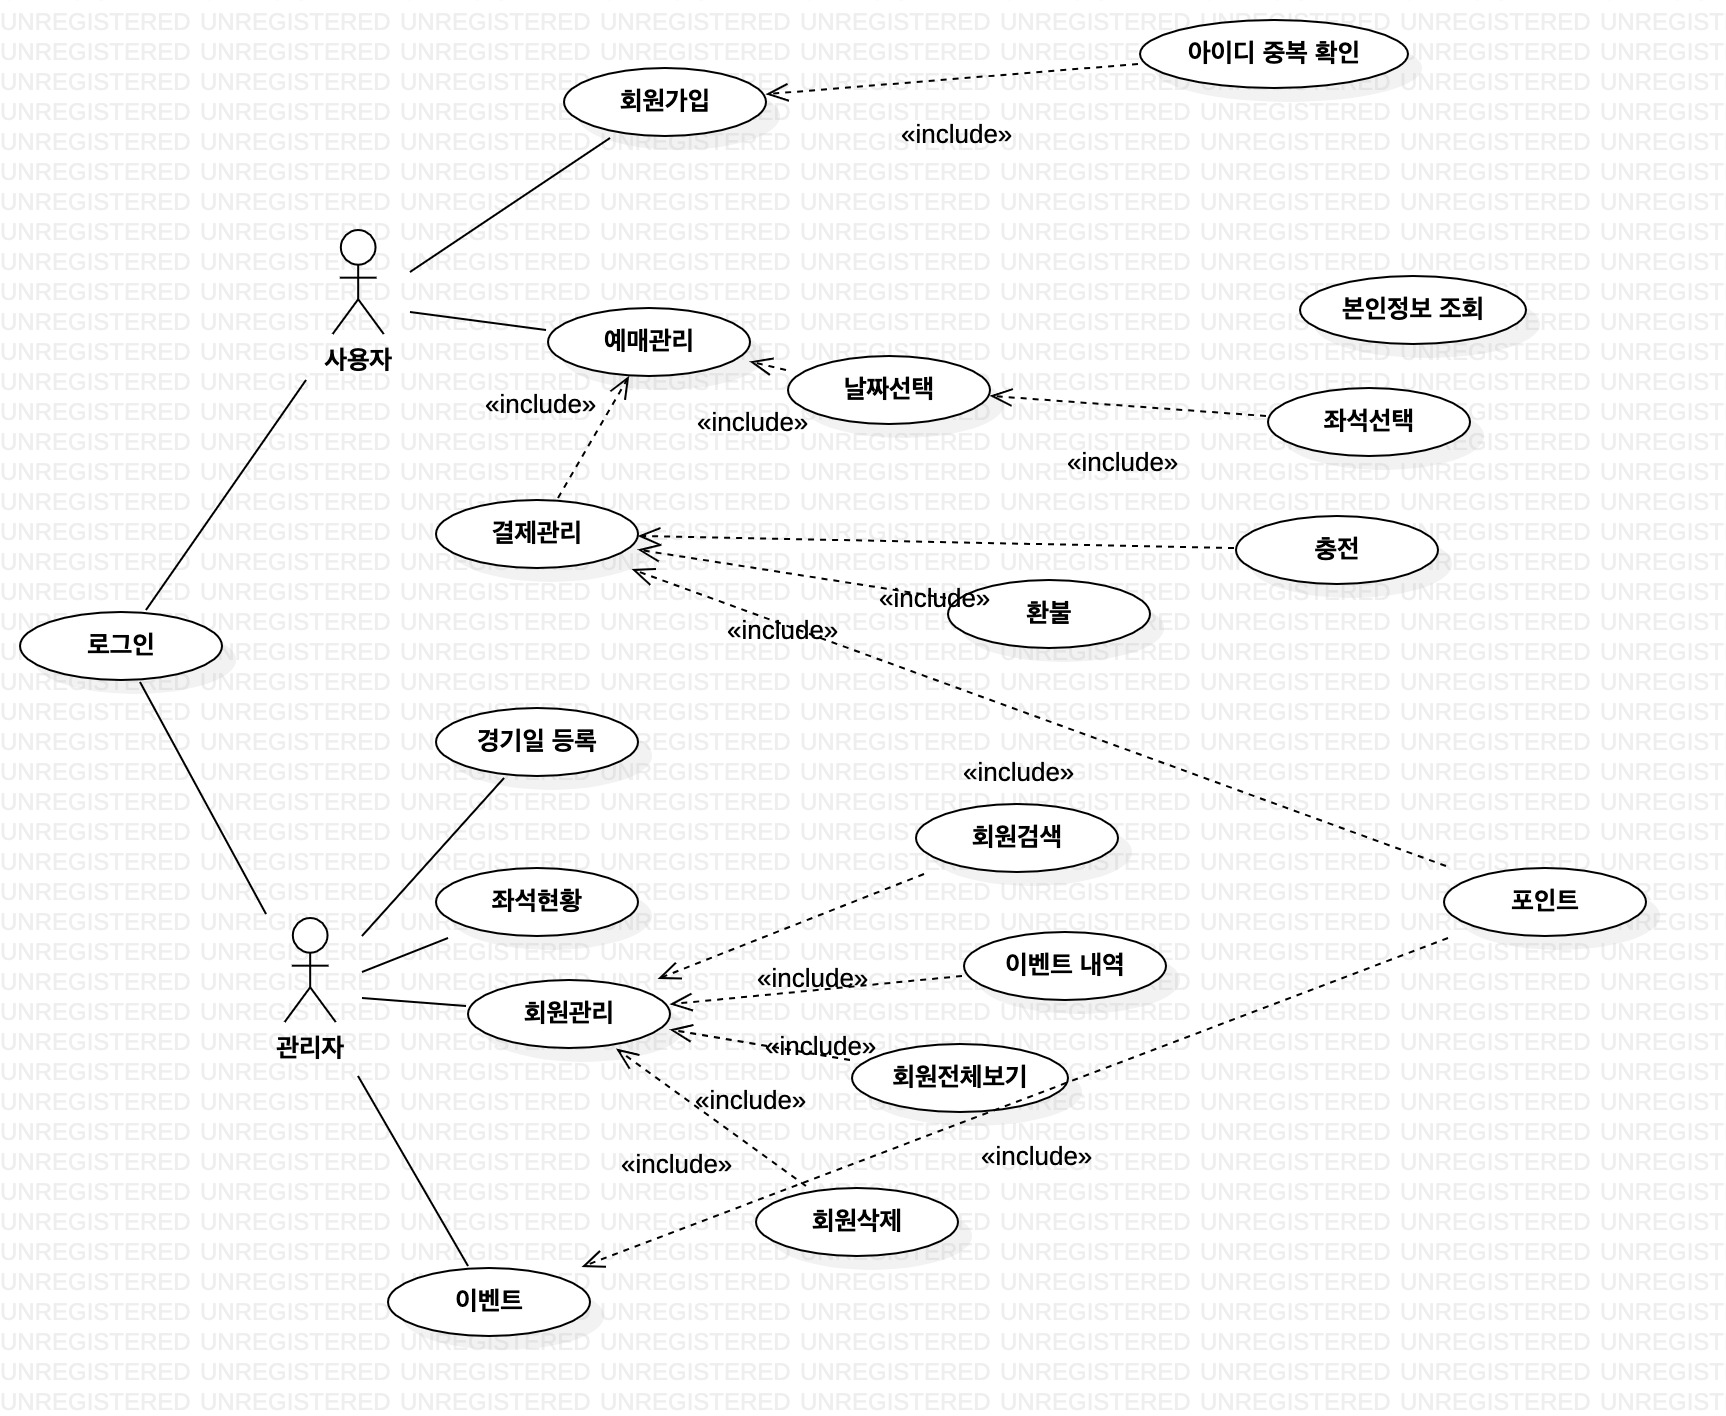 아이디 중복 확인
회원가입
«include»
본인정보 조회
예매관리
사용자
날짜선택
«include»
«include»
좌석선택
«include»
결제관리
충전
«include»
환불
«include»
로그인
경기일 등록
«include»
회원검색
좌석현황
포인트
이벤트 내역
«include»
회원관리
관리자
«include»
회원전체보기
«include»
«include»
«include»
회원삭제
이벤트
UNREGISTERED UNREGISTERED UNREGISTERED UNREGISTERED UNREGISTERED UNREGISTERED UNREGISTERED UNREGISTERED UNREGIST